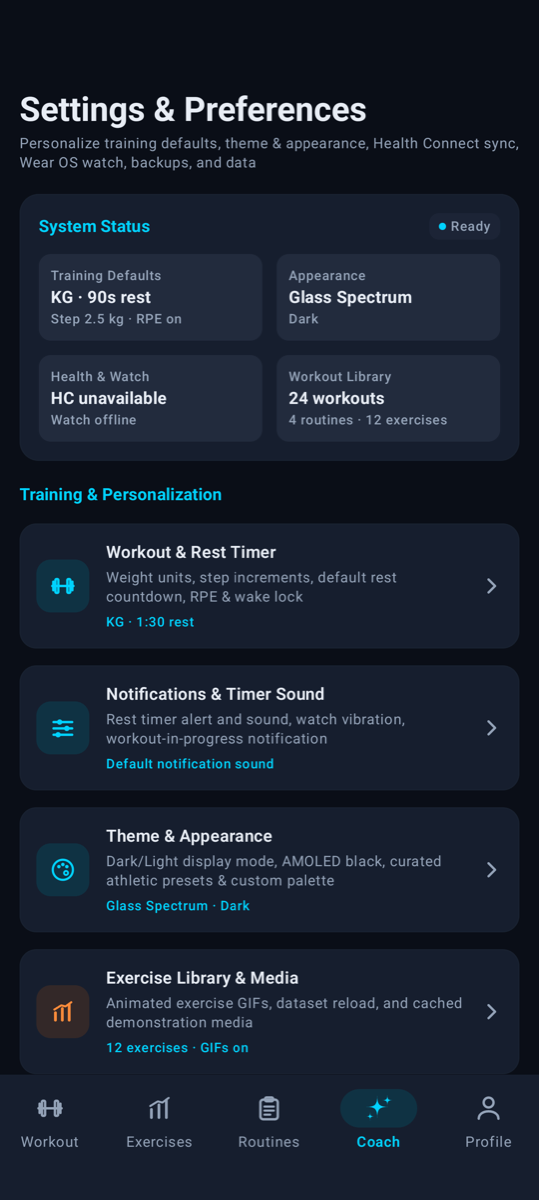 Settings & Preferences
Personalize training defaults, theme & appearance, Health Connect sync,
Wear OS watch, backups, and data
System Status
Ready
Training Defaults
KG · 90s rest
Step 2.5 kg · RPE on
Appearance
Glass Spectrum
Dark
Health & Watch
HC unavailable
Watch offline
Workout Library
24 workouts
4 routines · 12 exercises
Training & Personalization
Workout & Rest Timer
Weight units, step increments, default rest
countdown, RPE & wake lock
KG · 1:30 rest
Notifications & Timer Sound
Rest timer alert and sound, watch vibration,
workout-in-progress notification
Default notification sound
Theme & Appearance
Dark/Light display mode, AMOLED black, curated
athletic presets & custom palette
Glass Spectrum · Dark
Exercise Library & Media
Animated exercise GIFs, dataset reload, and cached
demonstration media
12 exercises · GIFs on
Workout
Exercises
Routines
Coach
Profile